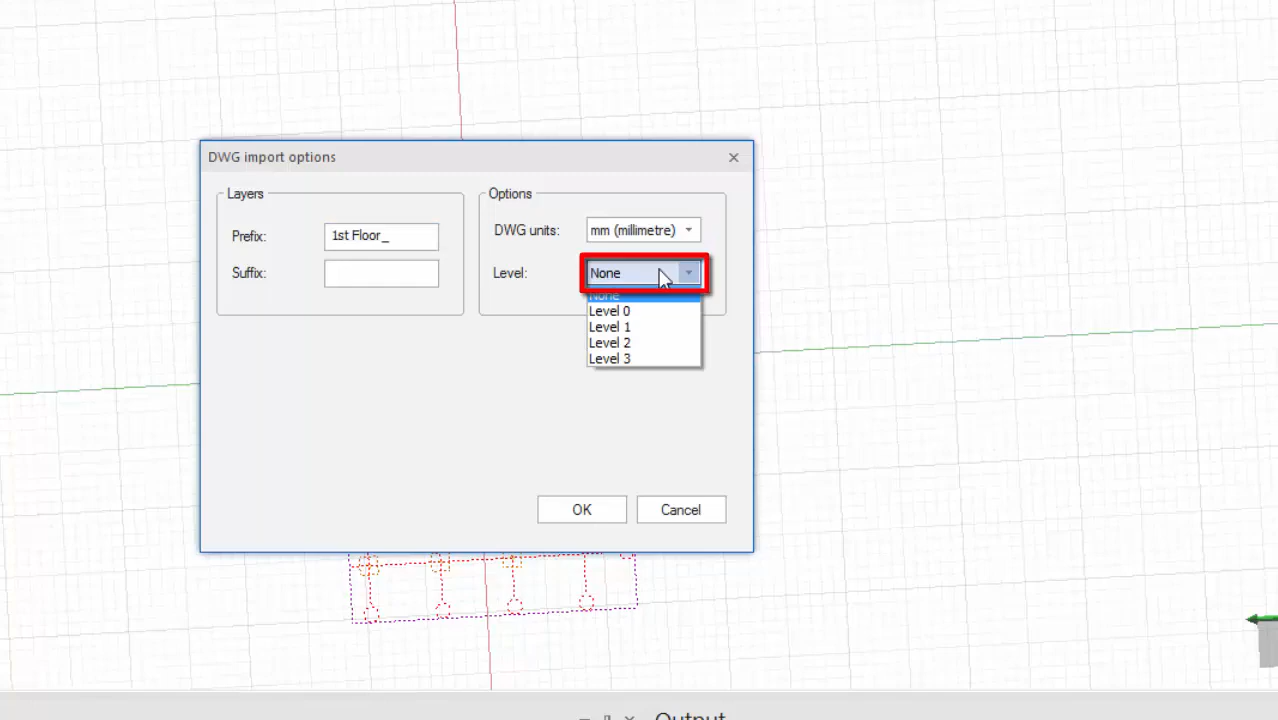 DWG import options
Layers
Prefix:
1st Floor_
Suffix:
Options
DWG units:
mm (millimetre)
Level:
None
None
Level 0
Level 1
Level 2
Level 3
OK
Cancel
Output